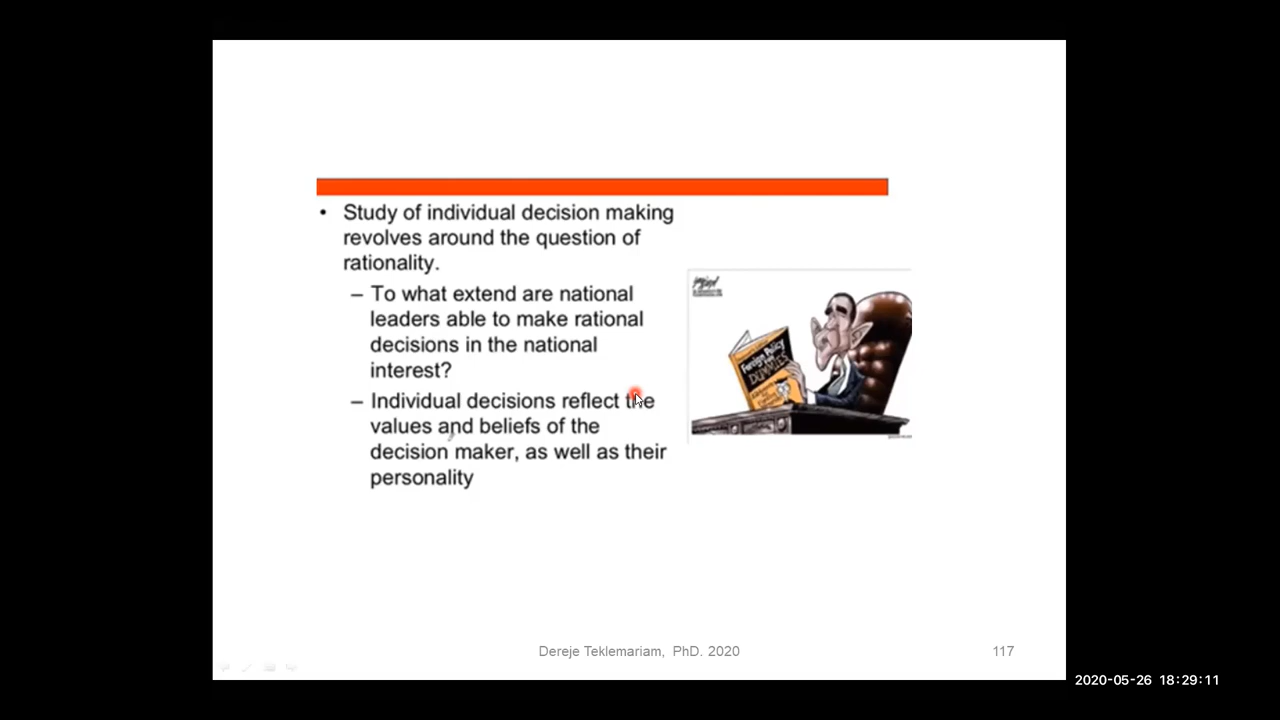 • Study of individual decision making
revolves around the question of
rationality.
– To what extend are national
leaders able to make rational
decisions in the national
interest?
– Individual decisions reflect the
values and beliefs of the
decision maker, as well as their
personality
Foreign Policy
FOR
DUMMIES
Dereje Teklemariam, PhD. 2020
117
2020-05-26 18:29:11